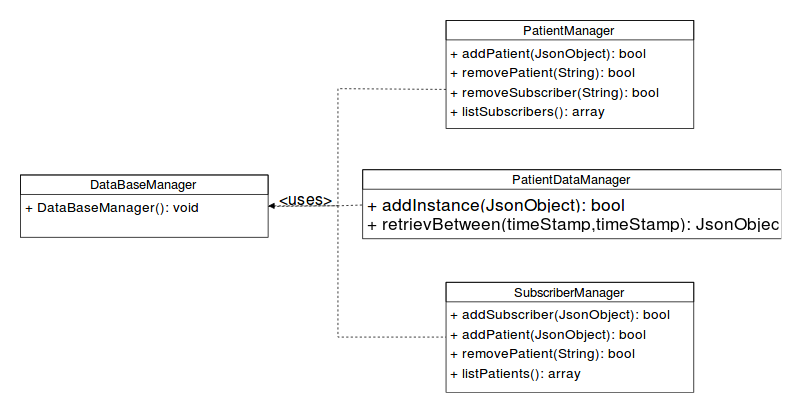 PatientManager
+ addPatient(JsonObject): bool
+ removePatient(String): bool
+ removeSubscriber(String): bool
+ listSubscribers(): array
DataBaseManager
+ DataBaseManager(): void
<uses>
PatientDataManager
+ addInstance(JsonObject): bool
+ retrievBetween(timeStamp,timeStamp): JsonObjec
SubscriberManager
+ addSubscriber(JsonObject): bool
+ addPatient(JsonObject): bool
+ removePatient(String): bool
+ listPatients(): array